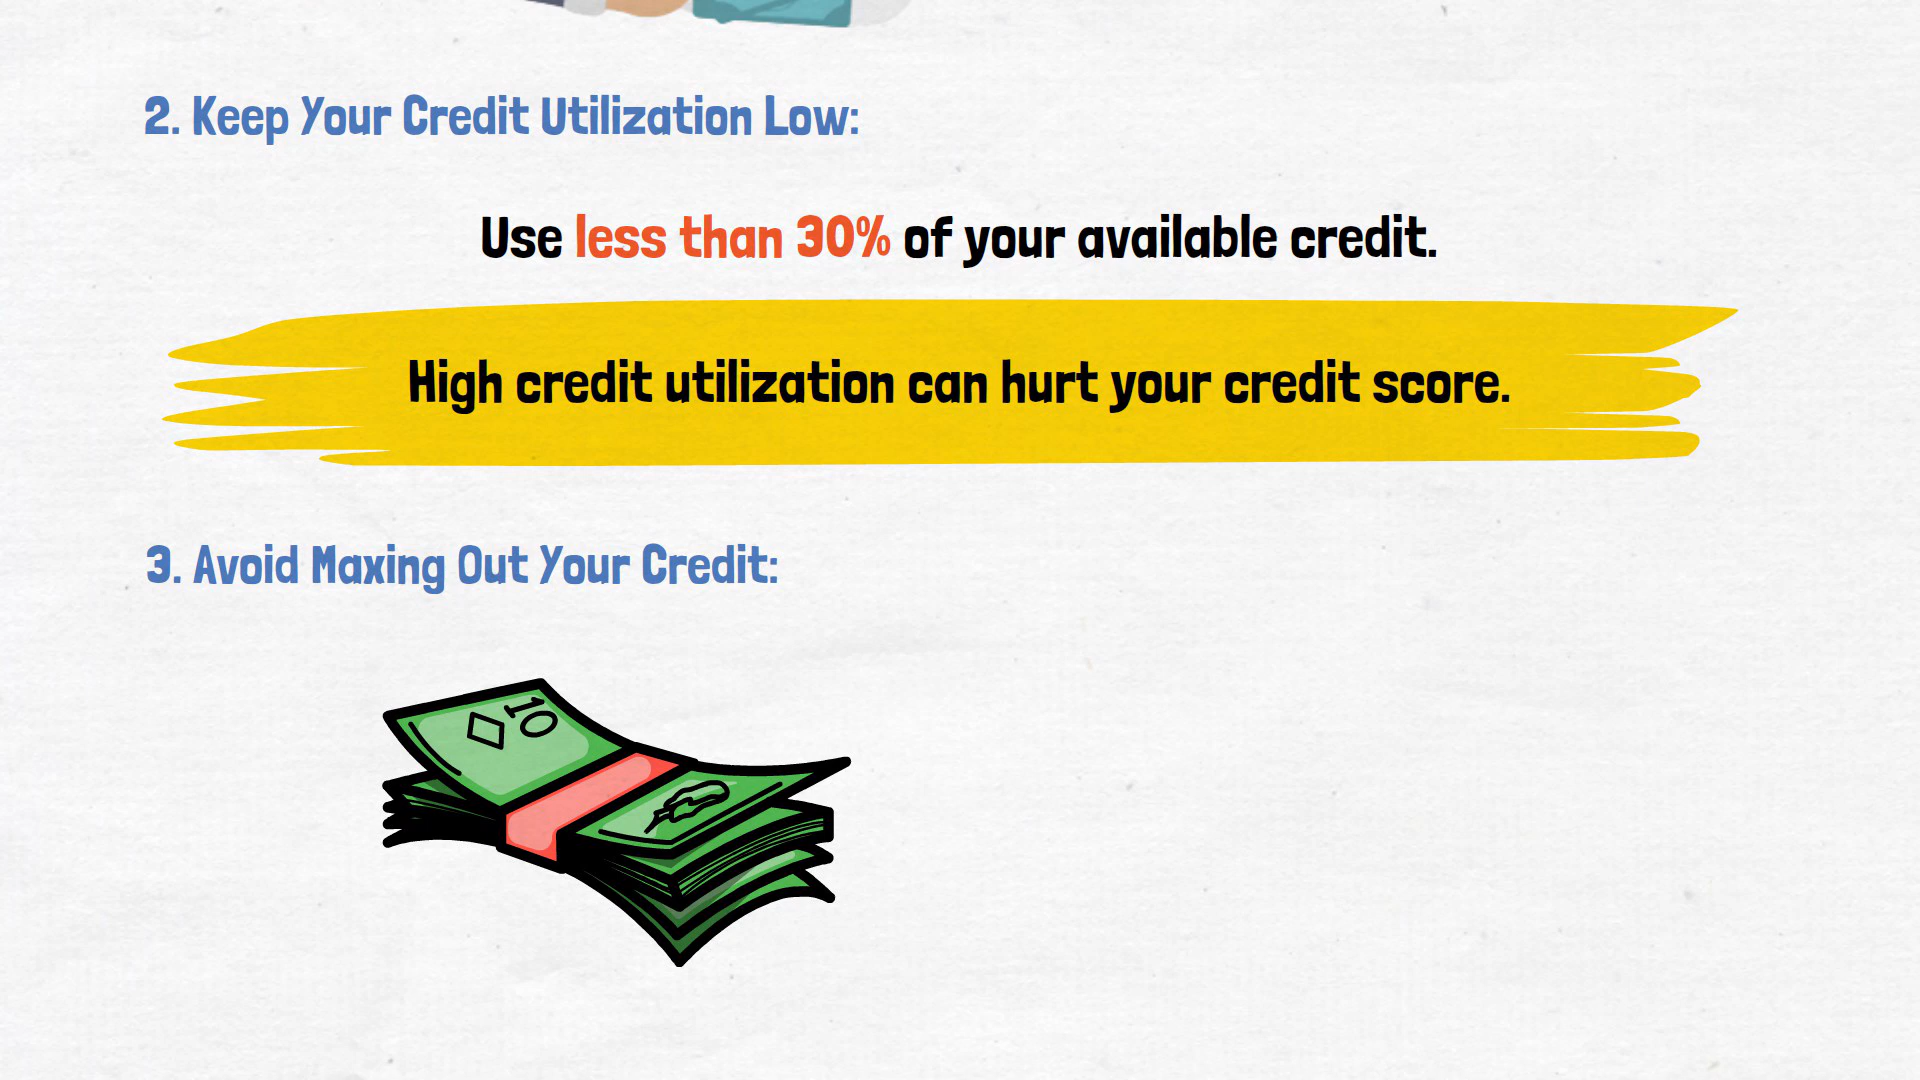 2. Keep Your Credit Utilization Low:
Use less than 30% of your available credit.
High credit utilization can hurt your credit score.
3. Avoid Maxing Out Your Credit:
10